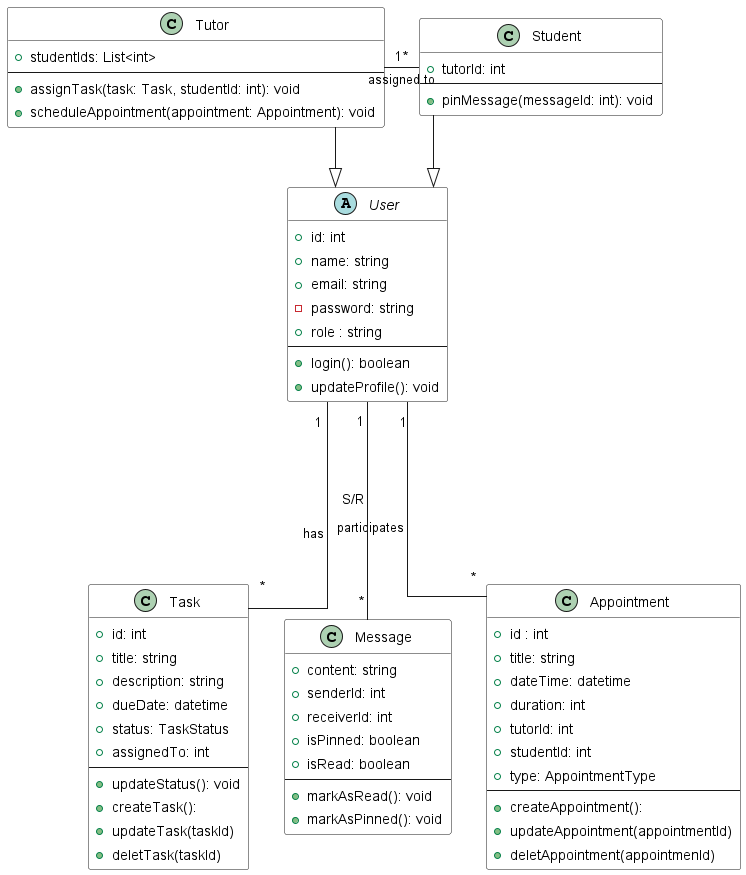 C Tutor
studentIds: List<int>
assignTask(task: Task, studentId: int): void
scheduleAppointment(appointment: Appointment): void
1 *
assigned to
C Student
tutorId: int
pinMessage(messageId: int): void
A User
id: int
name: string
email: string
password: string
role : string
login(): boolean
updateProfile(): void
1
1
1
S/R
has
participates
*
*
*
C Task
id: int
title: string
description: string
dueDate: datetime
status: TaskStatus
assignedTo: int
updateStatus(): void
createTask():
updateTask(taskId)
deletTask(taskId)
C Message
content: string
senderId: int
receiverId: int
isPinned: boolean
isRead: boolean
markAsRead(): void
markAsPinned(): void
C Appointment
id : int
title: string
dateTime: datetime
duration: int
tutorId: int
studentId: int
type: AppointmentType
createAppointment():
updateAppointment(appointmentId)
deletAppointment(appointmenId)